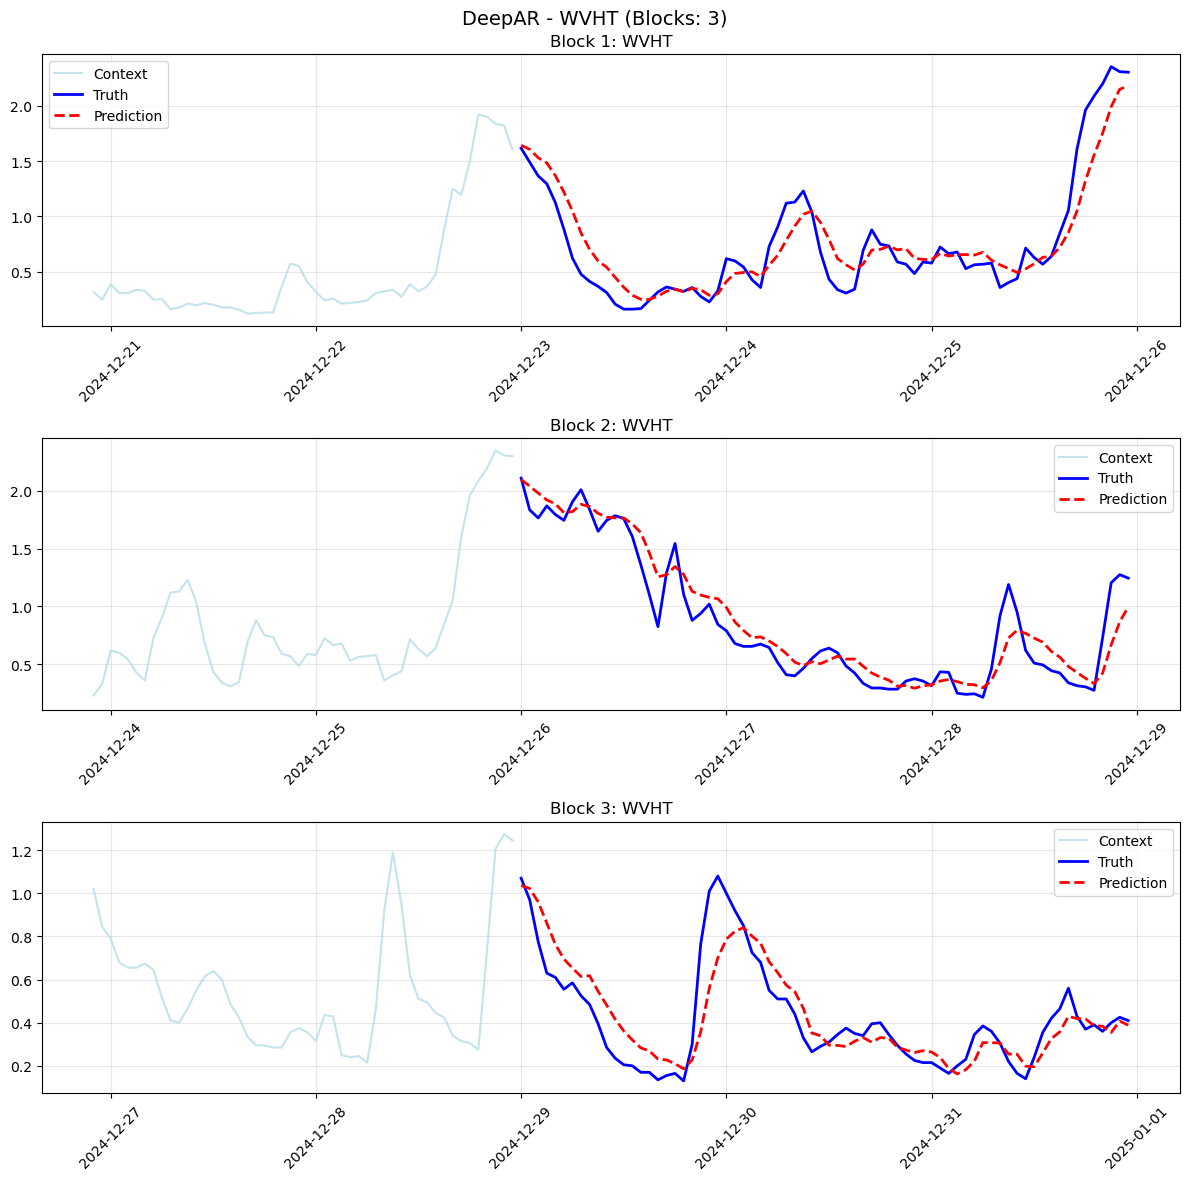 DeepAR - WVHT (Blocks: 3)
Block 1: WVHT
Context
Truth
Prediction
2.0
1.5
1.0
0.5
2024-12-21
2024-12-22
2024-12-23
2024-12-24
2024-12-25
2024-12-26
Block 2: WVHT
Context
Truth
Prediction
2.0
1.5
1.0
0.5
2024-12-24
2024-12-25
2024-12-26
2024-12-27
2024-12-28
2024-12-29
Block 3: WVHT
Context
Truth
Prediction
1.2
1.0
0.8
0.6
0.4
0.2
2024-12-27
2024-12-28
2024-12-29
2024-12-30
2024-12-31
2025-01-01